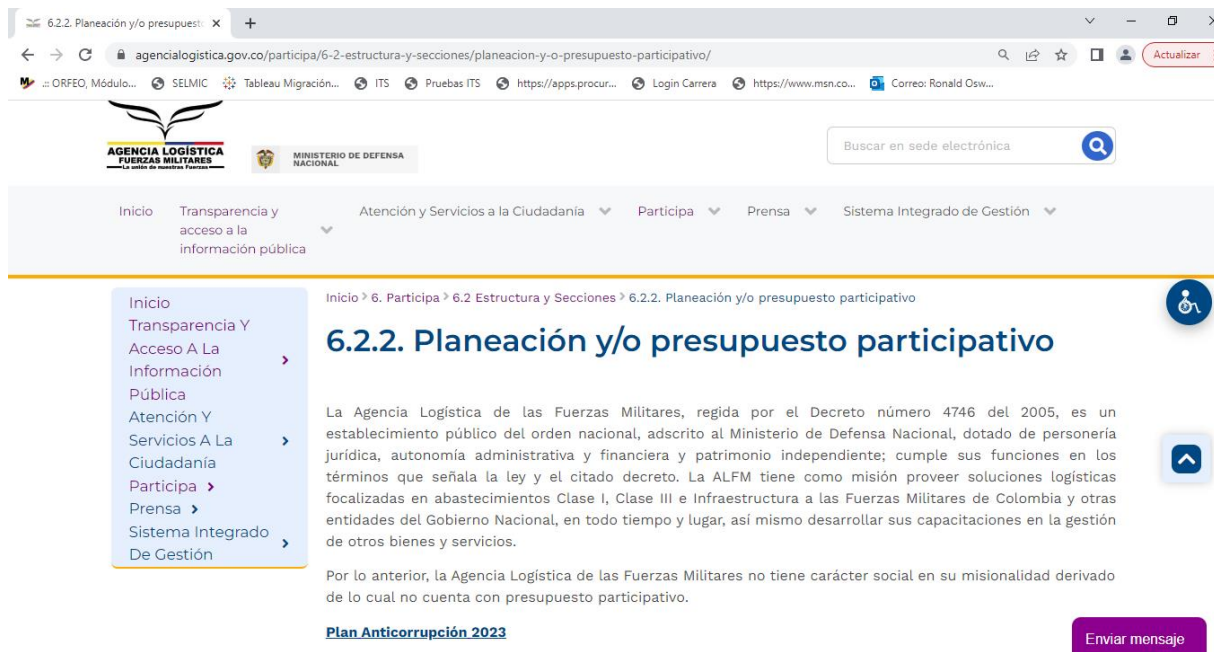 6.2.2. Planeación y/o presupuest
agencialogistica.gov.co/participa/6-2-estructura-y-secciones/planeacion-y-o-presupuesto-participativo/
Actualizar
.:: ORFEO, Módulo... SELMIC Tableau Migración... ITS Pruebas ITS https://apps.procur... Login Carrera https://www.msn.co... Correo: Ronald Osw...
AGENCIA LOGÍSTICA
FUERZAS MILITARES
La unión de nuestras Fuerzas
MINISTERIO DE DEFENSA
NACIONAL
Buscar en sede electrónica
Inicio Transparencia y Atención y Servicios a la Ciudadanía Participa Prensa Sistema Integrado de Gestión
acceso a la
información pública
Inicio
Transparencia Y
Acceso A La
Información
Pública
Atención Y
Servicios A La
Ciudadanía
Participa
Prensa
Sistema Integrado
De Gestión
Inicio > 6. Participa > 6.2 Estructura y Secciones > 6.2.2. Planeación y/o presupuesto participativo
6.2.2. Planeación y/o presupuesto participativo
La Agencia Logística de las Fuerzas Militares, regida por el Decreto número 4746 del 2005, es un
establecimiento público del orden nacional, adscrito al Ministerio de Defensa Nacional, dotado de personería
jurídica, autonomía administrativa y financiera y patrimonio independiente; cumple sus funciones en los
términos que señala la ley y el citado decreto. La ALFM tiene como misión proveer soluciones logísticas
focalizadas en abastecimientos Clase I, Clase III e Infraestructura a las Fuerzas Militares de Colombia y otras
entidades del Gobierno Nacional, en todo tiempo y lugar, así mismo desarrollar sus capacitaciones en la gestión
de otros bienes y servicios.
Por lo anterior, la Agencia Logística de las Fuerzas Militares no tiene carácter social en su misionalidad derivado
de lo cual no cuenta con presupuesto participativo.
Plan Anticorrupción 2023
Enviar mensaje